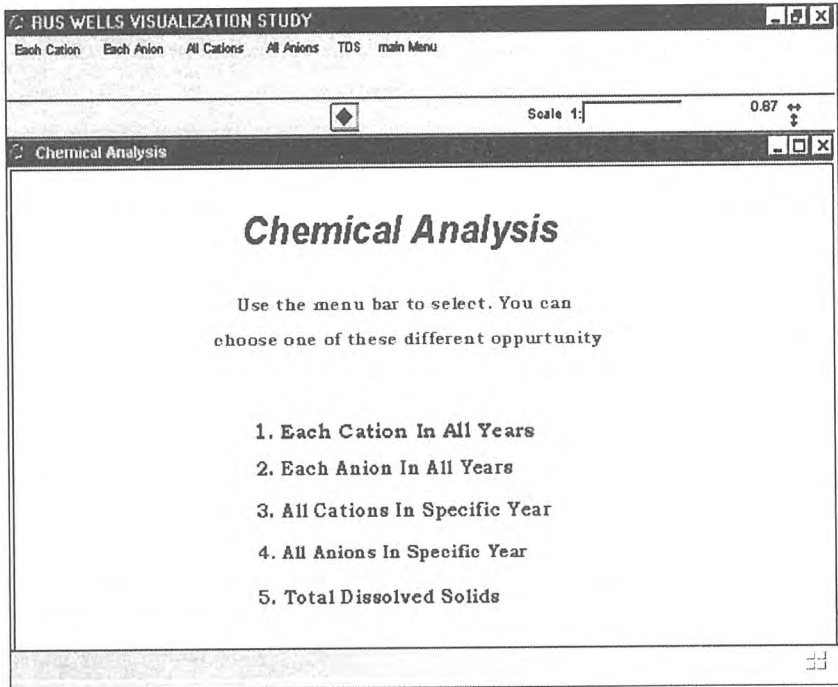 RUS WELLS VISUALIZATION STUDY
Each Cation Each Anion All Cations All Anions TDS main Menu
Scale 1: 0.87
Chemical Analysis
Chemical Analysis
Use the menu bar to select. You can
choose one of these different oppurtunity
1. Each Cation In All Years
2. Each Anion In All Years
3. All Cations In Specific Year
4. All Anions In Specific Year
5. Total Dissolved Solids